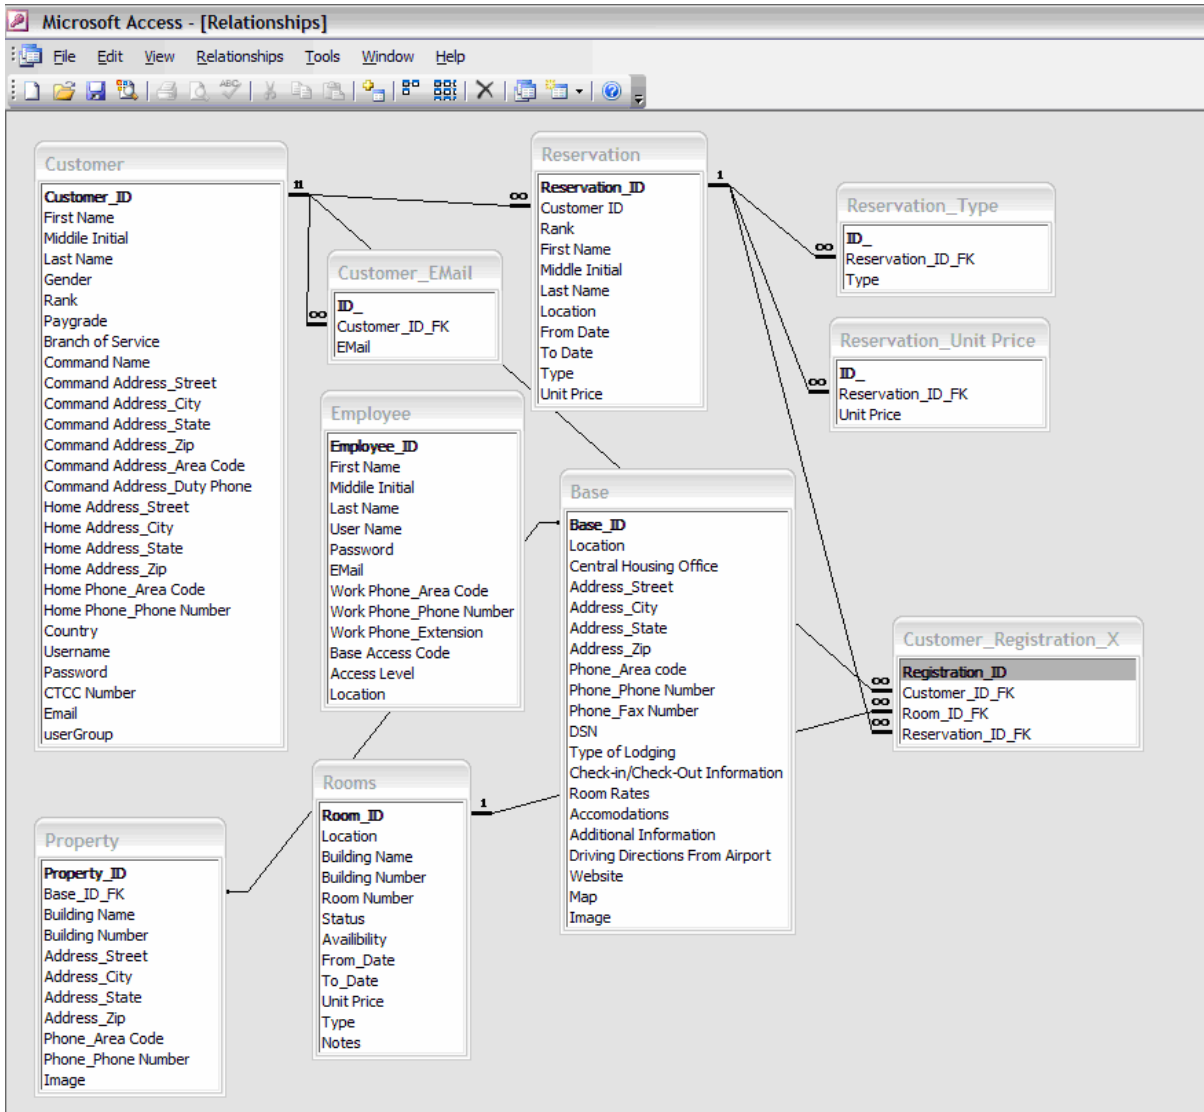 Microsoft Access - [Relationships]
File Edit View Relationships Tools Window Help
Customer
Customer_ID
First Name
Middile Initial
Last Name
Gender
Rank
Paygrade
Branch of Service
Command Name
Command Address_Street
Command Address_City
Command Address_State
Command Address_Zip
Command Address_Area Code
Command Address_Duty Phone
Home Address_Street
Home Address_City
Home Address_State
Home Address_Zip
Home Phone_Area Code
Home Phone_Phone Number
Country
Username
Password
CTCC Number
Email
userGroup
11
∞
∞
Customer_EMail
ID_
Customer_ID_FK
EMail
Reservation
Reservation_ID
Customer ID
Rank
First Name
Middile Initial
Last Name
Location
From Date
To Date
Type
Unit Price
1
∞
Reservation_Type
ID_
Reservation_ID_FK
Type
∞
Reservation_Unit Price
ID_
Reservation_ID_FK
Unit Price
Employee
Employee_ID
First Name
Middile Initial
Last Name
User Name
Password
EMail
Work Phone_Area Code
Work Phone_Phone Number
Work Phone_Extension
Base Access Code
Access Level
Location
Base
Base_ID
Location
Central Housing Office
Address_Street
Address_City
Address_State
Address_Zip
Phone_Area code
Phone_Phone Number
Phone_Fax Number
DSN
Type of Lodging
Check-in/Check-Out Information
Room Rates
Accomodations
Additional Information
Driving Directions From Airport
Website
Map
Image
Customer_Registration_X
Registration_ID
∞ Customer_ID_FK
∞ Room_ID_FK
∞ Reservation_ID_FK
Rooms
Room_ID
Location
Building Name
Building Number
Room Number
Status
Availibility
From_Date
To_Date
Unit Price
Type
Notes
1
Property
Property_ID
Base_ID_FK
Building Name
Building Number
Address_Street
Address_City
Address_State
Address_Zip
Phone_Area Code
Phone_Phone Number
Image